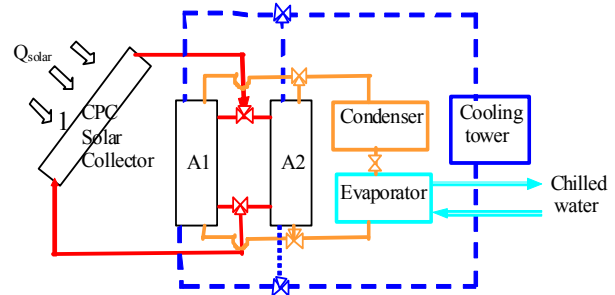 Qsolar
1 CPC
Solar
Collector
A1
A2
Condenser
Evaporator
Cooling
tower
Chilled
water